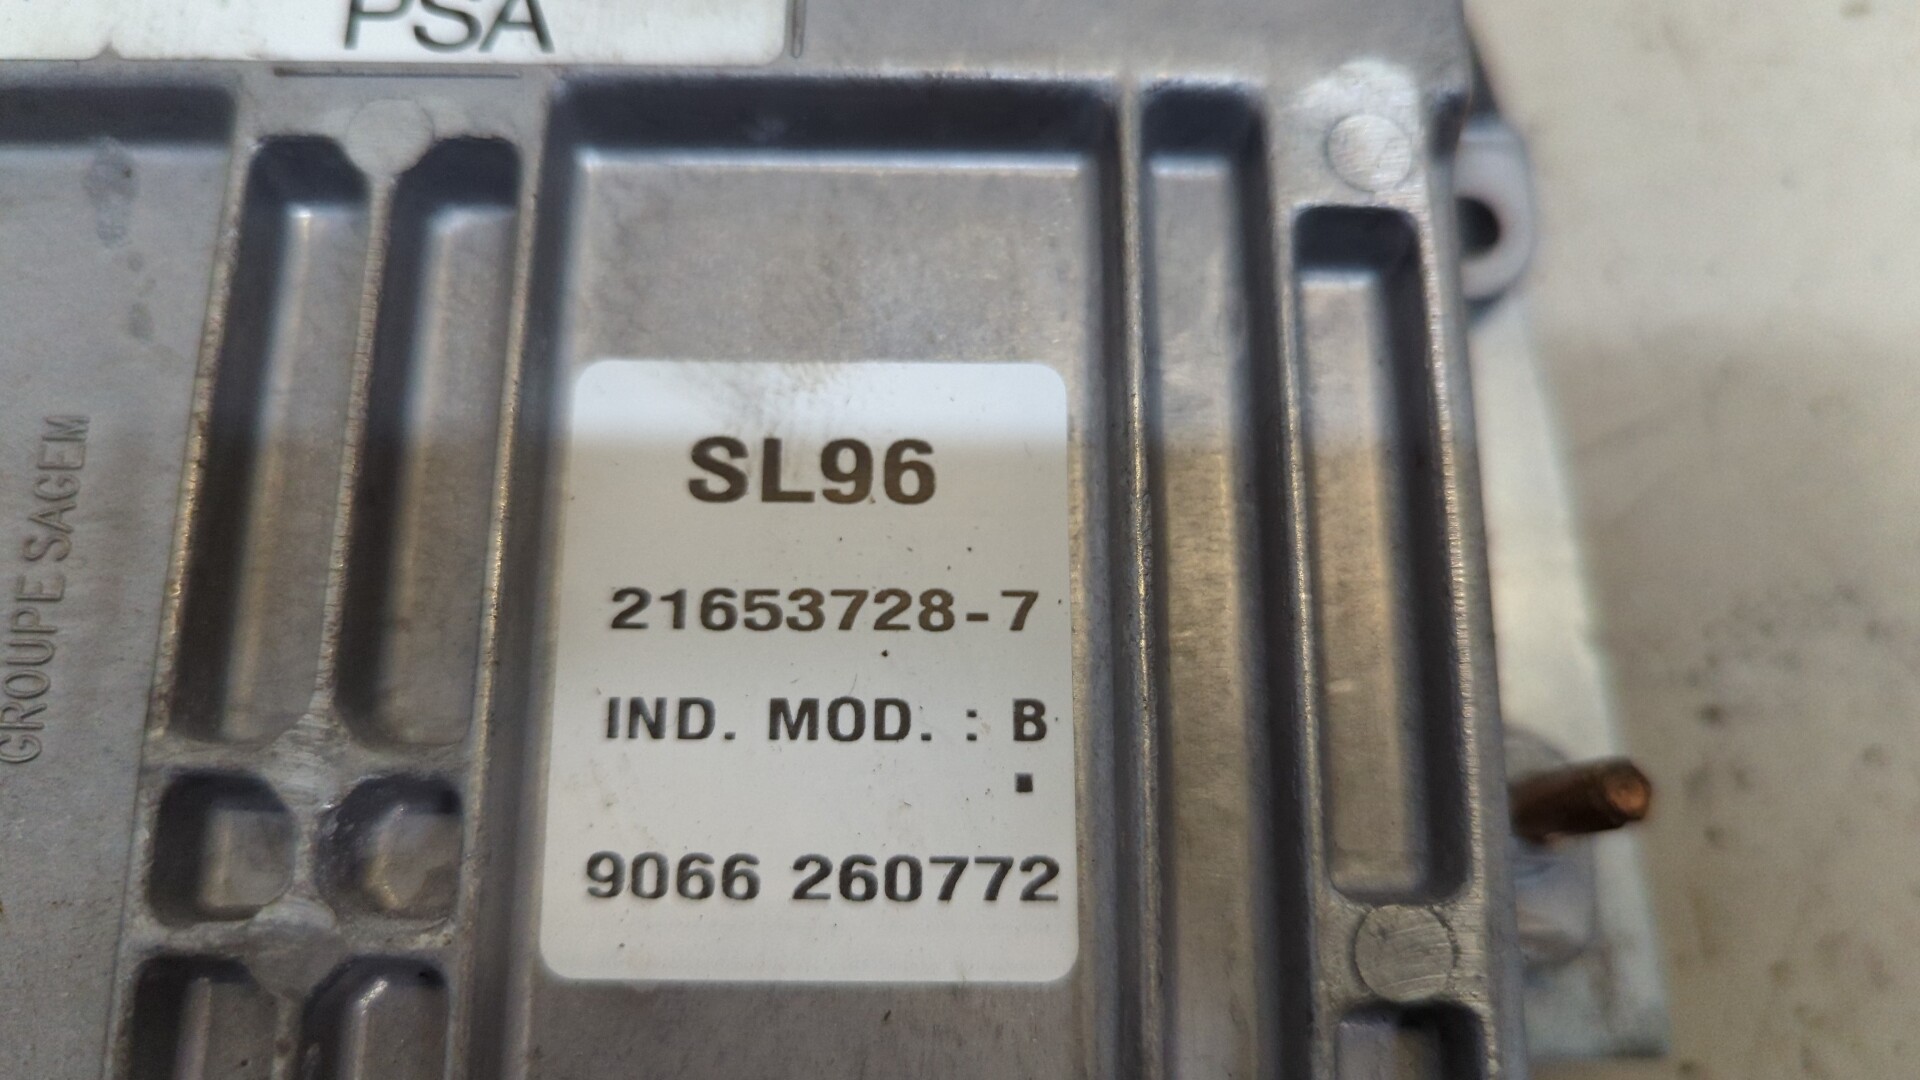 PSA
GROUPE SAGEM
SL96
21653728-7
IND. MOD. : B
9066 260772